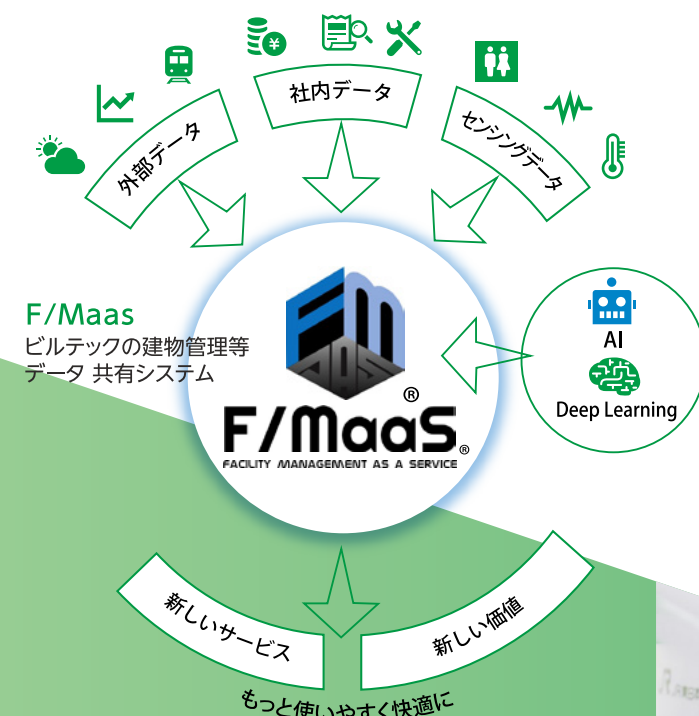 社内データ
外部データ
センシングデータ
F/Maas
ビルテックの建物管理等
データ 共有システム
FM
AAS
®
F/MaaS®
FACILITY MANAGEMENT AS A SERVICE
AI
Deep Learning
新しいサービス
新しい価値
もっと使いやすく快適に